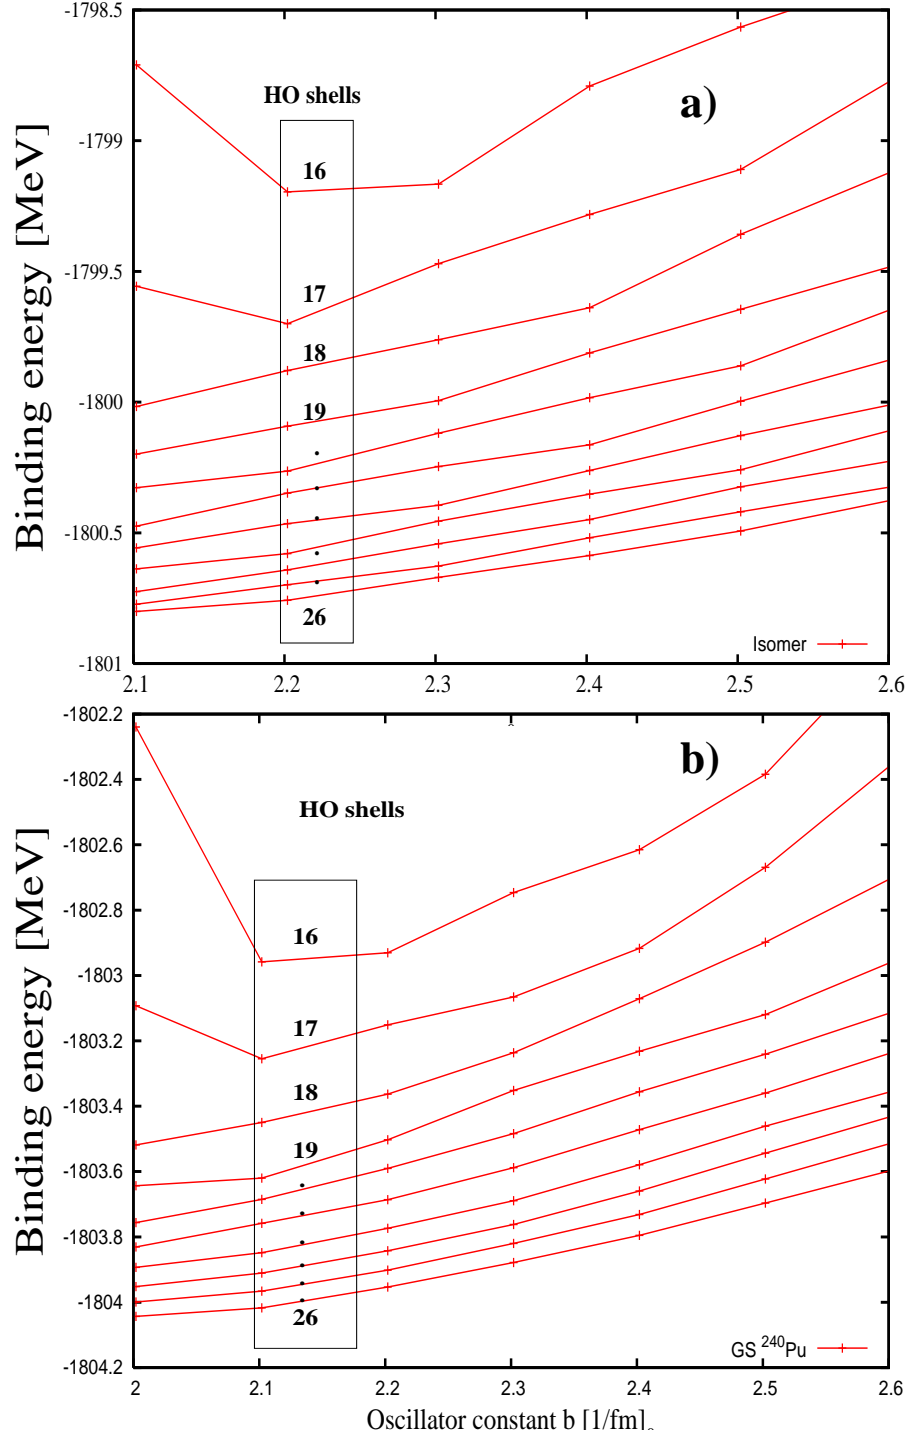 -1798.5
a)
HO shells
-1799
16
-1799.5
17
18
-1800
19
-1800.5
26
Isomer
-1801
2.1 2.2 2.3 2.4 2.5 2.6
Binding energy [MeV]
-1802.2
b)
-1802.4
HO shells
-1802.6
-1802.8
16
-1803
17
-1803.2
18
-1803.4
19
-1803.6
-1803.8
-1804
26
GS 240Pu
-1804.2
2 2.1 2.2 2.3 2.4 2.5 2.6
Binding energy [MeV]
Oscillator constant b [1/fm]